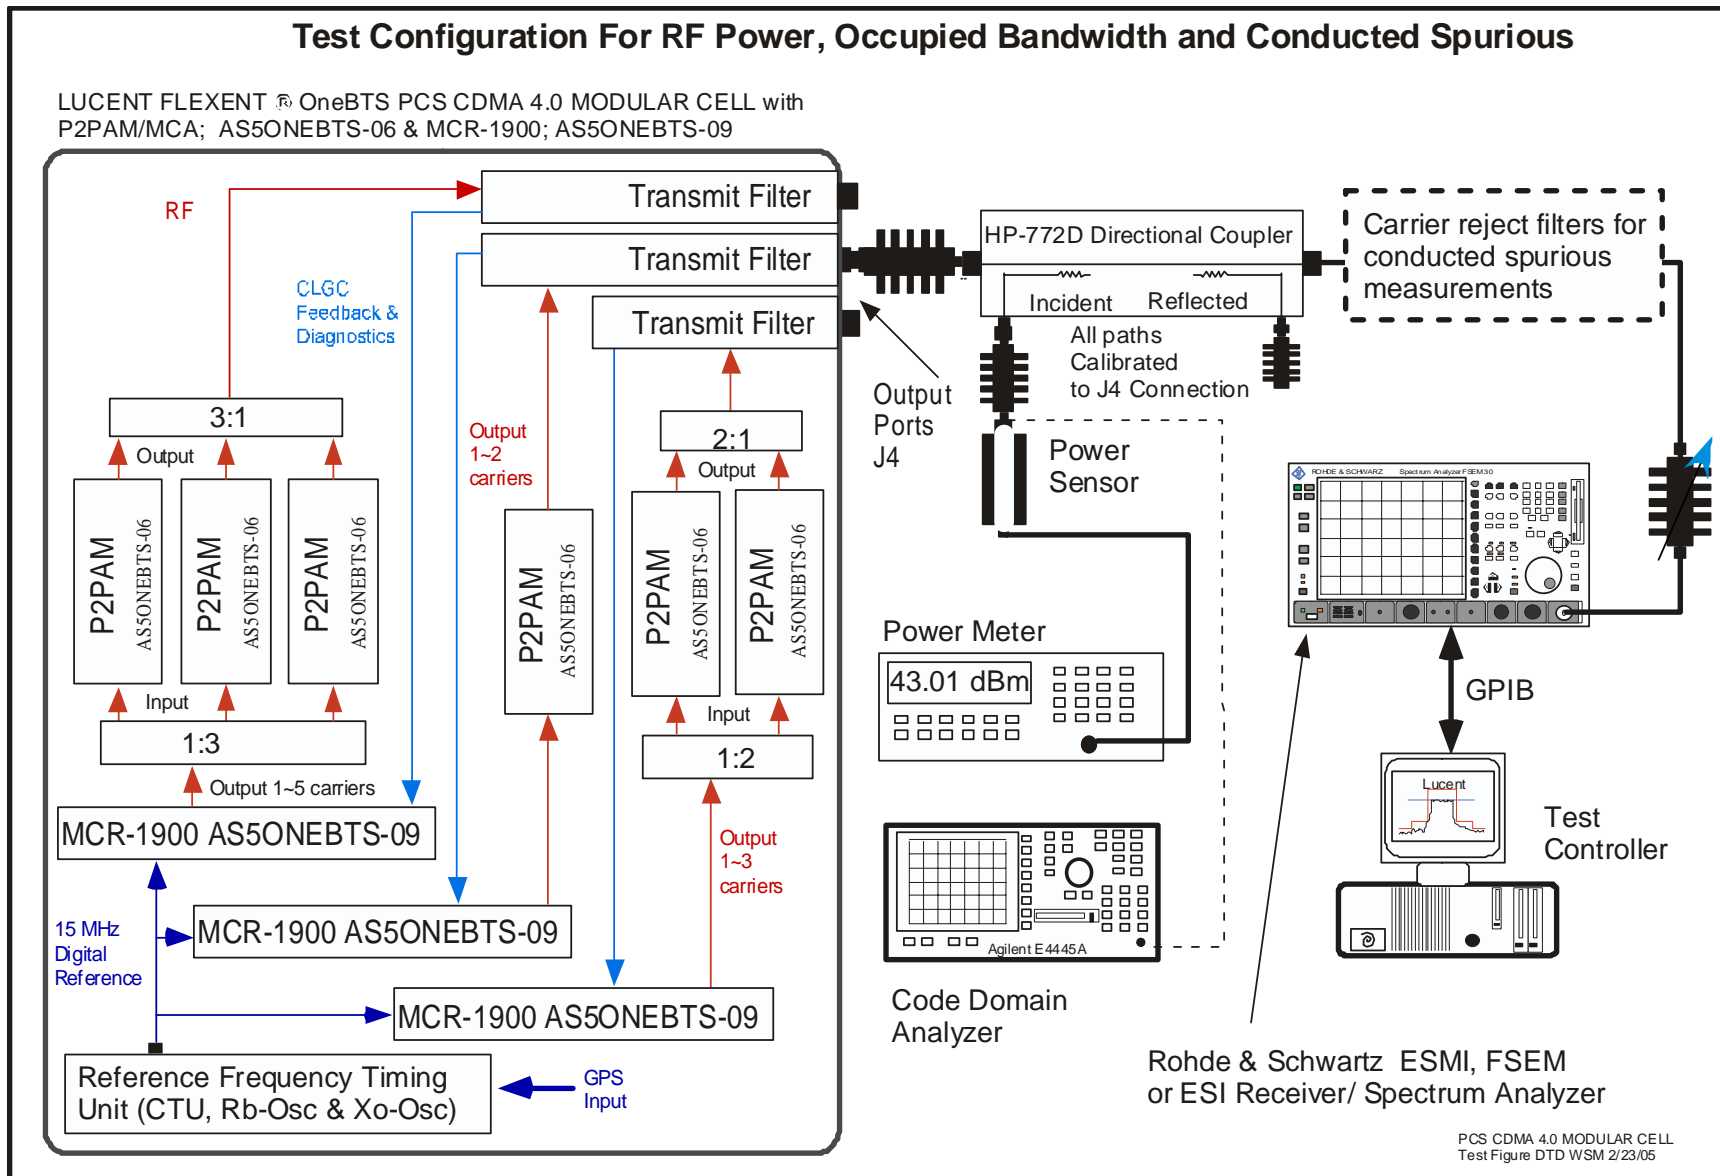 Test Configuration For RF Power, Occupied Bandwidth and Conducted Spurious
LUCENT FLEXENT ® OneBTS PCS CDMA 4.0 MODULAR CELL with
P2PAM/MCA; AS5ONEBTS-06 & MCR-1900; AS5ONEBTS-09
RF
Transmit Filter
Transmit Filter
Transmit Filter
CLGC
Feedback &
Diagnostics
3:1
Output
P2PAM
AS5ONEBTS-06
P2PAM
AS5ONEBTS-06
P2PAM
AS5ONEBTS-06
Input
1:3
Output 1~5 carriers
MCR-1900 AS5ONEBTS-09
Output
1~2
carriers
P2PAM
AS5ONEBTS-06
2:1
Output
P2PAM
AS5ONEBTS-06
P2PAM
AS5ONEBTS-06
Input
1:2
Output
1~3
carriers
15 MHz
Digital
Reference
MCR-1900 AS5ONEBTS-09
MCR-1900 AS5ONEBTS-09
Reference Frequency Timing
Unit (CTU, Rb-Osc & Xo-Osc)
GPS
Input
Output
Ports
J4
HP-772D Directional Coupler
Incident
Reflected
All paths
Calibrated
to J4 Connection
Carrier reject filters for
conducted spurious
measurements
Power
Sensor
Power Meter
43.01 dBm
Agilent E4445A
Code Domain
Analyzer
ROHDE & SCHWARZ Spectrum Analyzer FSEM 30
GPIB
Lucent
Test
Controller
Rohde & Schwartz ESMI, FSEM
or ESI Receiver/ Spectrum Analyzer
PCS CDMA 4.0 MODULAR CELL
Test Figure DTD WSM 2/23/05